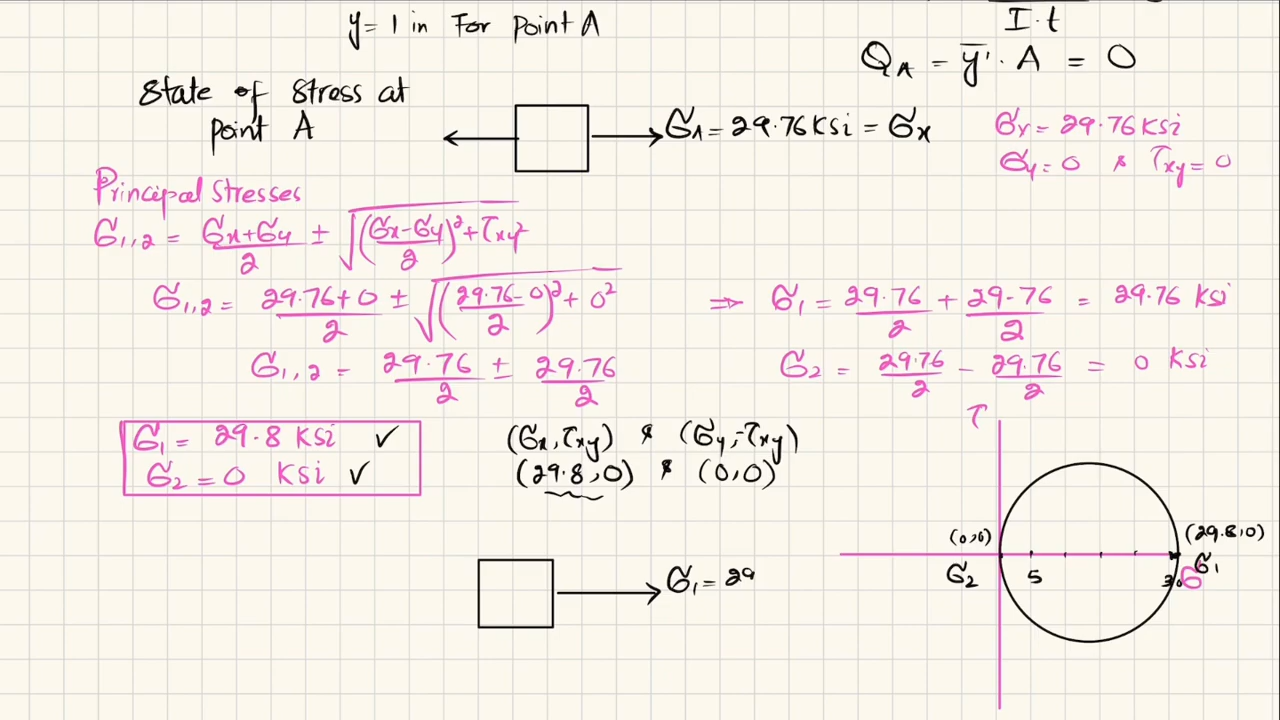 I.t
y = 1 in For Point A
Q_A = ȳ'. A = 0
State of Stress at
point A
σ_A = 29.76 Ksi = σ_x
σ_x = 29.76 Ksi
σ_y = 0 & τ_xy = 0
Principal Stresses
σ_1,2 = (σ_x+σ_y)/2 ± √(((σ_x-σ_y)/2)² + τ_xy²)
σ_1,2 = (29.76+0)/2 ± √(((29.76-0)/2)² + 0²)
⇒ σ_1 = 29.76/2 + 29.76/2 = 29.76 Ksi
σ_1,2 = 29.76/2 ± 29.76/2
σ_2 = 29.76/2 - 29.76/2 = 0 Ksi
σ_1 = 29.8 Ksi ✓
σ_2 = 0 Ksi ✓
(σ_x, τ_xy) & (σ_y, -τ_xy)
(29.8, 0) & (0, 0)
τ
(0,0)
(29.8,0)
σ_2
5
30
σ
σ_1
σ_1 = 29